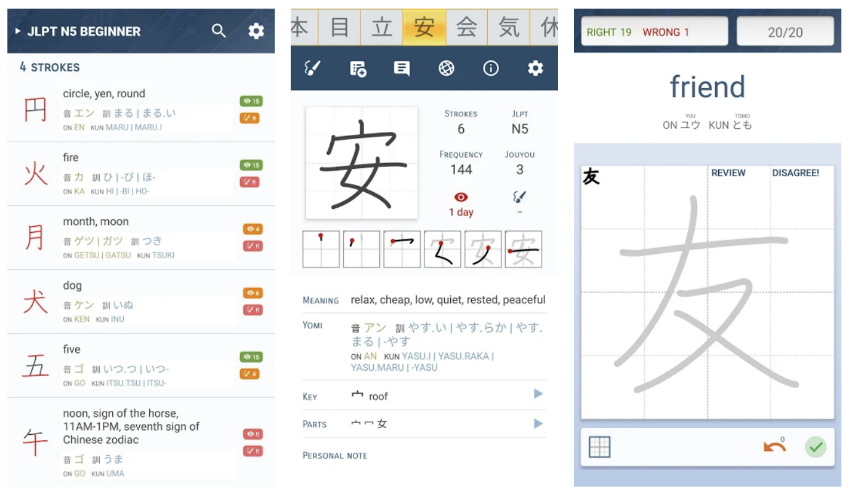 JLPT N5 BEGINNER
4 STROKES
円
circle, yen, round
音 エン 訓 まる | まる.い
ON EN KUN MARU | MARU.I
15
9
火
fire
音 カ 訓 ひ | -び | ほ-
ON KA KUN HI | -BI | HO-
15
!!
月
month, moon
音 ゲツ | ガツ 訓 つき
ON GETSU | GATSU KUN TSUKI
4
!!
犬
dog
音 ケン 訓 いぬ
ON KEN KUN INU
6
!!
五
five
音 ゴ 訓 いつ.つ | いつ-
ON GO KUN ITSU.TSU | ITSU-
15
4
午
noon, sign of the horse,
11AM-1PM, seventh sign of
Chinese zodiac
音 ゴ 訓 うま
ON GO KUN UMA
!!
!!
本 目 立 安 会 気 休
安
STROKES
6
JLPT
N5
FREQUENCY
144
JOUYOU
3
1 day
–
MEANING relax, cheap, low, quiet, rested, peaceful
YOMI 音 アン 訓 やす.い | やす.らか | やす.
まる | -やす
ON AN KUN YASU.I | YASU.RAKA |
YASU.MARU | -YASU
KEY 亠 roof
PARTS 亠 冖 女
PERSONAL NOTE
RIGHT 19 WRONG 1
20/20
friend
YUU TOMO
ON ユウ KUN とも
友
REVIEW
DISAGREE!
友
0